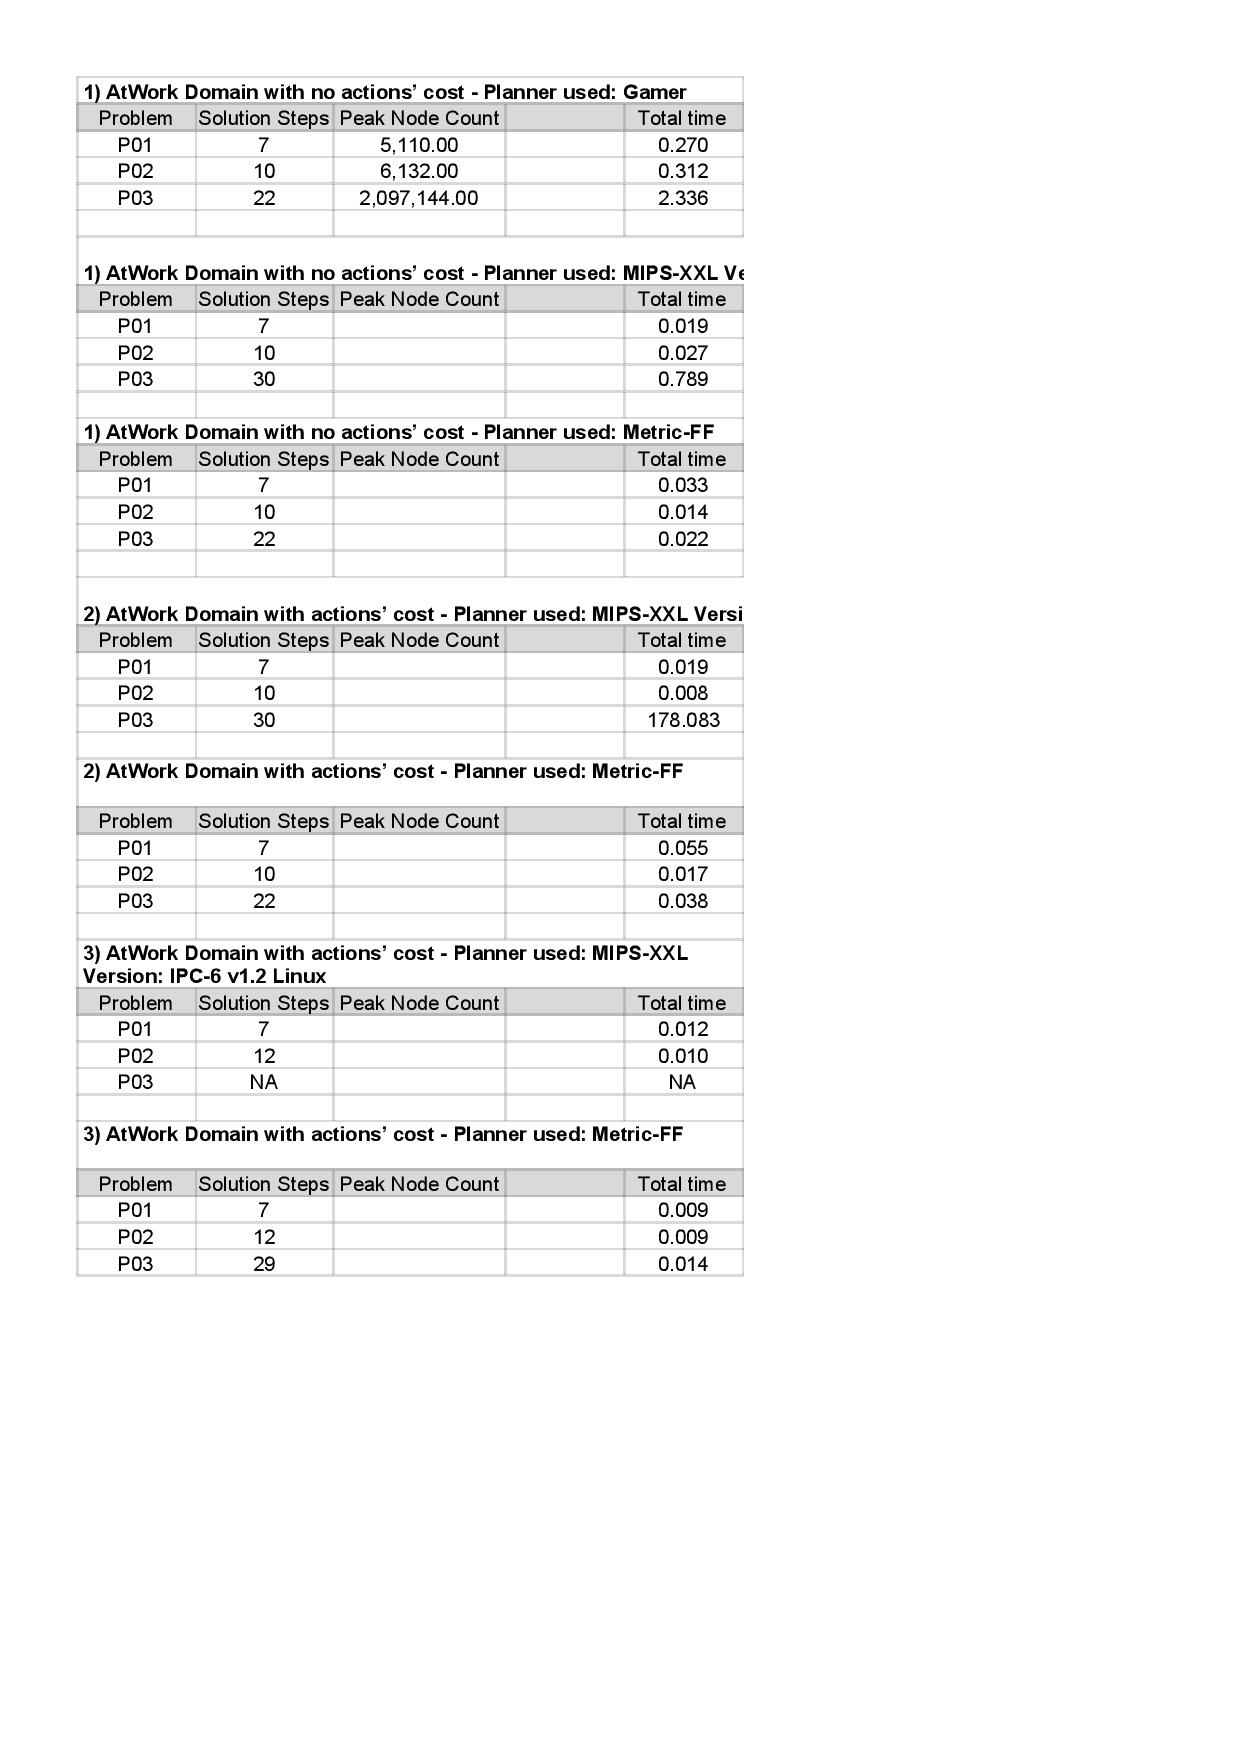 1) AtWork Domain with no actions’ cost - Planner used: Gamer
Problem Solution Steps Peak Node Count Total time
P01 7 5,110.00 0.270
P02 10 6,132.00 0.312
P03 22 2,097,144.00 2.336
1) AtWork Domain with no actions’ cost - Planner used: MIPS-XXL Ve
Problem Solution Steps Peak Node Count Total time
P01 7 0.019
P02 10 0.027
P03 30 0.789
1) AtWork Domain with no actions’ cost - Planner used: Metric-FF
Problem Solution Steps Peak Node Count Total time
P01 7 0.033
P02 10 0.014
P03 22 0.022
2) AtWork Domain with actions’ cost - Planner used: MIPS-XXL Versi
Problem Solution Steps Peak Node Count Total time
P01 7 0.019
P02 10 0.008
P03 30 178.083
2) AtWork Domain with actions’ cost - Planner used: Metric-FF
Problem Solution Steps Peak Node Count Total time
P01 7 0.055
P02 10 0.017
P03 22 0.038
3) AtWork Domain with actions’ cost - Planner used: MIPS-XXL
Version: IPC-6 v1.2 Linux
Problem Solution Steps Peak Node Count Total time
P01 7 0.012
P02 12 0.010
P03 NA NA
3) AtWork Domain with actions’ cost - Planner used: Metric-FF
Problem Solution Steps Peak Node Count Total time
P01 7 0.009
P02 12 0.009
P03 29 0.014